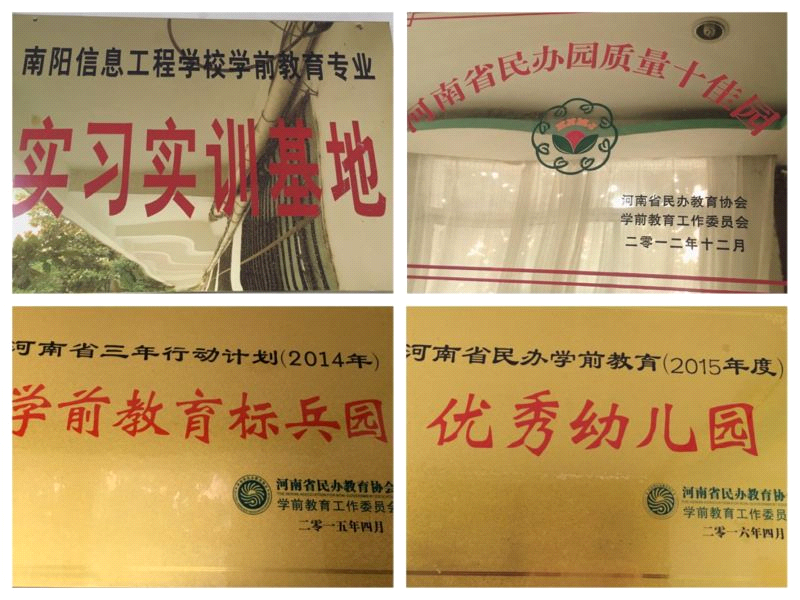 南阳信息工程学校学前教育专业
实习实训基地
河南省民办园质量十佳园
河南省民办教育协会
学前教育工作委员会
二零一二年十二月
河南省三年行动计划(2014年)
学前教育标兵园
河南省民办教育协会
学前教育工作委员会
二零一五年四月
河南省民办学前教育(2015年度)
优秀幼儿园
河南省民办教育协
学前教育工作委员
二零一六年四月